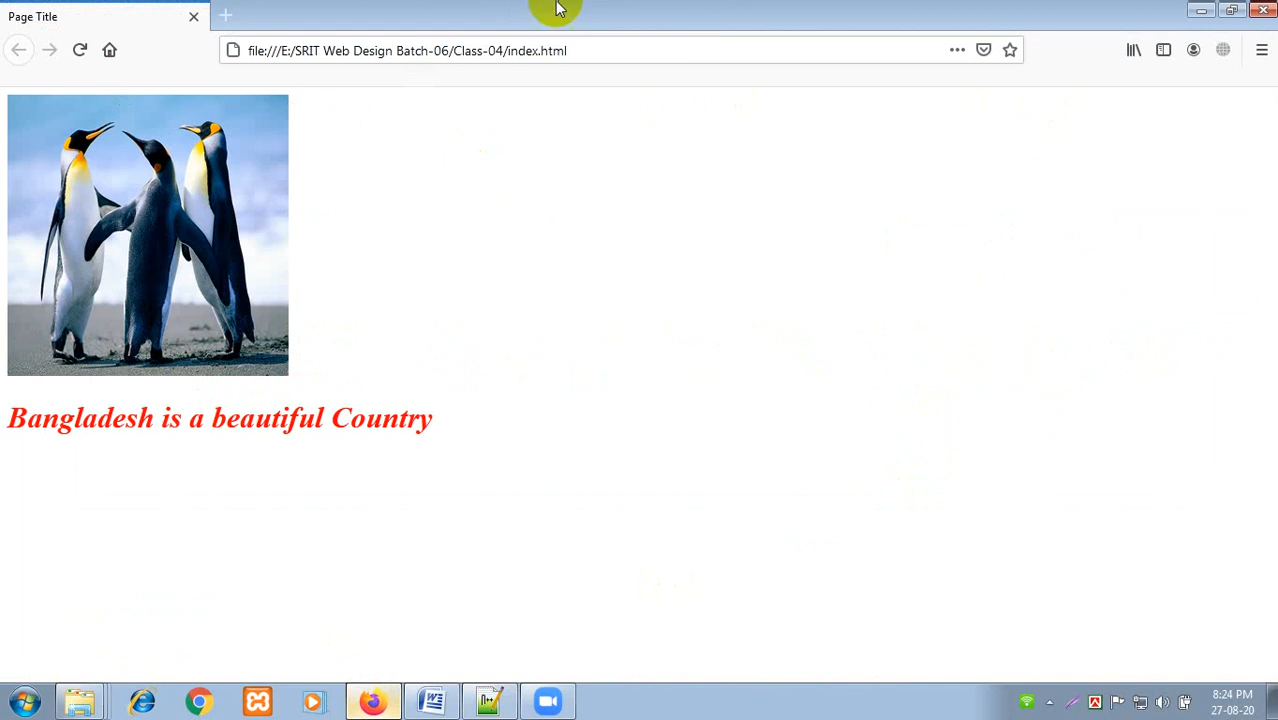 Page Title
file:///E:/SRIT Web Design Batch-06/Class-04/index.html
Bangladesh is a beautiful Country
8:24 PM
27-08-20